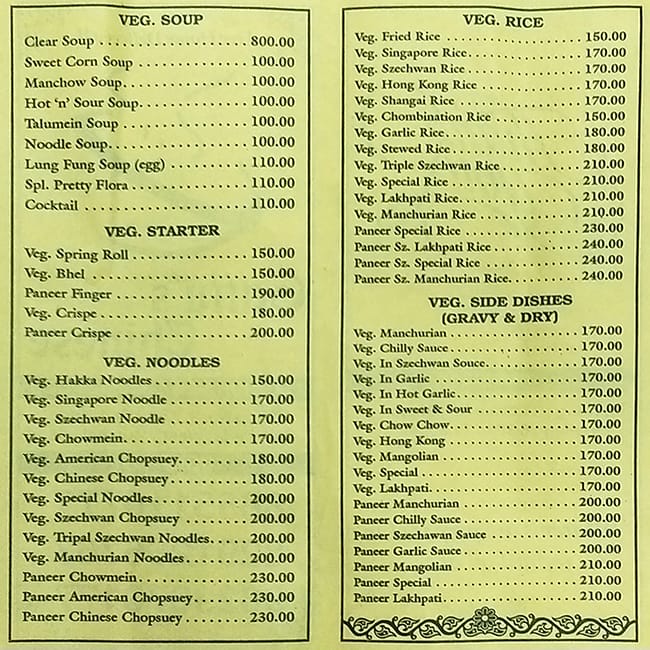 VEG. SOUP
Clear Soup ................ 800.00
Sweet Corn Soup ................ 100.00
Manchow Soup ................ 100.00
Hot 'n' Sour Soup ................ 100.00
Talumein Soup ................ 100.00
Noodle Soup ................ 100.00
Lung Fung Soup (egg) ................ 110.00
Spl. Pretty Flora ................ 110.00
Cocktail ................ 110.00
VEG. STARTER
Veg. Spring Roll ................ 150.00
Veg. Bhel ................ 150.00
Paneer Finger ................ 190.00
Veg. Crispe ................ 180.00
Paneer Crispe ................ 200.00
VEG. NOODLES
Veg. Hakka Noodles ................ 150.00
Veg. Singapore Noodle ................ 170.00
Veg. Szechwan Noodle ................ 170.00
Veg. Chowmein ................ 170.00
Veg. American Chopsuey ................ 180.00
Veg. Chinese Chopsuey ................ 180.00
Veg. Special Noodles ................ 200.00
Veg. Szechwan Chopsuey ................ 200.00
Veg. Tripal Szechwan Noodles ................ 200.00
Veg. Manchurian Noodles ................ 200.00
Paneer Chowmein ................ 230.00
Paneer American Chopsuey ................ 230.00
Paneer Chinese Chopsuey ................ 230.00
VEG. RICE
Veg. Fried Rice ................ 150.00
Veg. Singapore Rice ................ 170.00
Veg. Szechwan Rice ................ 170.00
Veg. Hong Kong Rice ................ 170.00
Veg. Shangai Rice ................ 170.00
Veg. Chombination Rice ................ 150.00
Veg. Garlic Rice ................ 180.00
Veg. Stewed Rice ................ 180.00
Veg. Triple Szechwan Rice ................ 210.00
Veg. Special Rice ................ 210.00
Veg. Lakhpati Rice ................ 210.00
Veg. Manchurian Rice ................ 210.00
Paneer Special Rice ................ 230.00
Paneer Sz. Lakhpati Rice ................ 240.00
Paneer Sz. Special Rice ................ 240.00
Paneer Sz. Manchurian Rice ................ 240.00
VEG. SIDE DISHES
(GRAVY & DRY)
Veg. Manchurian ................ 170.00
Veg. Chilly Sauce ................ 170.00
Veg. In Szechwan Souce ................ 170.00
Veg. In Garlic ................ 170.00
Veg. In Hot Garlic ................ 170.00
Veg. In Sweet & Sour ................ 170.00
Veg. Chow Chow ................ 170.00
Veg. Hong Kong ................ 170.00
Veg. Mangolian ................ 170.00
Veg. Special ................ 170.00
Veg. Lakhpati ................ 170.00
Paneer Manchurian ................ 200.00
Paneer Chilly Sauce ................ 200.00
Paneer Szechawan Sauce ................ 200.00
Paneer Garlic Sauce ................ 200.00
Paneer Mangolian ................ 210.00
Paneer Special ................ 210.00
Paneer Lakhpati ................ 210.00